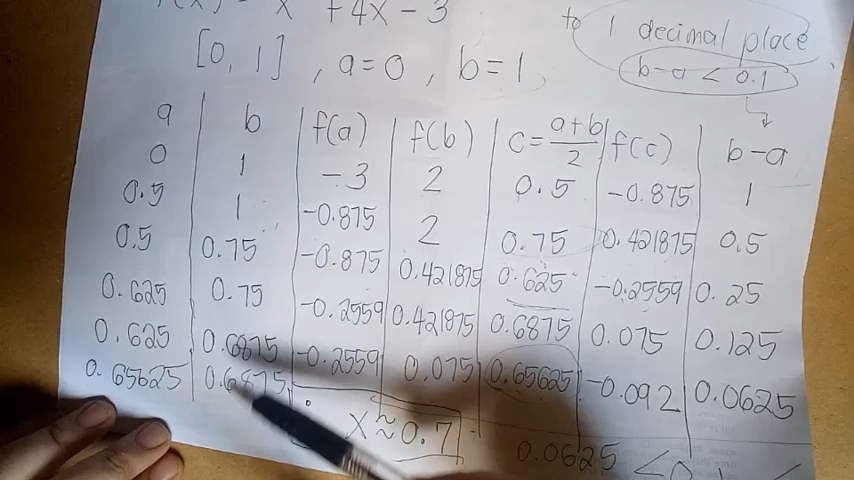 f(x) = x + 4x - 3
to 1 decimal place
[0, 1] , a=0 , b=1,
b-a < 0.1
a b f(a) f(b) c= a+b/2 f(c) b-a
0 1 -3 2 0.5 -0.875 1
0.5 1 -0.875 2 0.75 0.421875 0.5
0.5 0.75 -0.875 0.421875 0.625 -0.2559 0.25
0.625 0.75 -0.2559 0.421875 0.6875 0.075 0.125
0.625 0.6875 -0.2559 0.075 0.65625 -0.092 0.0625
0.65625 0.6875
x ≈ 0.7
0.0625 <